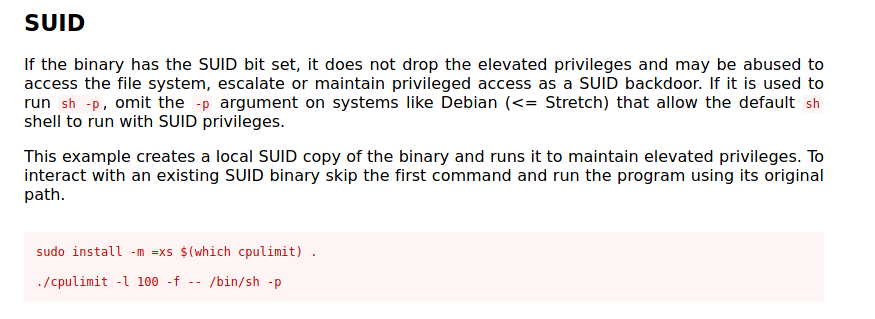 SUID
If the binary has the SUID bit set, it does not drop the elevated privileges and may be abused to
access the file system, escalate or maintain privileged access as a SUID backdoor. If it is used to
run sh -p, omit the -p argument on systems like Debian (<= Stretch) that allow the default sh
shell to run with SUID privileges.
This example creates a local SUID copy of the binary and runs it to maintain elevated privileges. To
interact with an existing SUID binary skip the first command and run the program using its original
path.
sudo install -m =xs $(which cpulimit) .
./cpulimit -l 100 -f -- /bin/sh -p